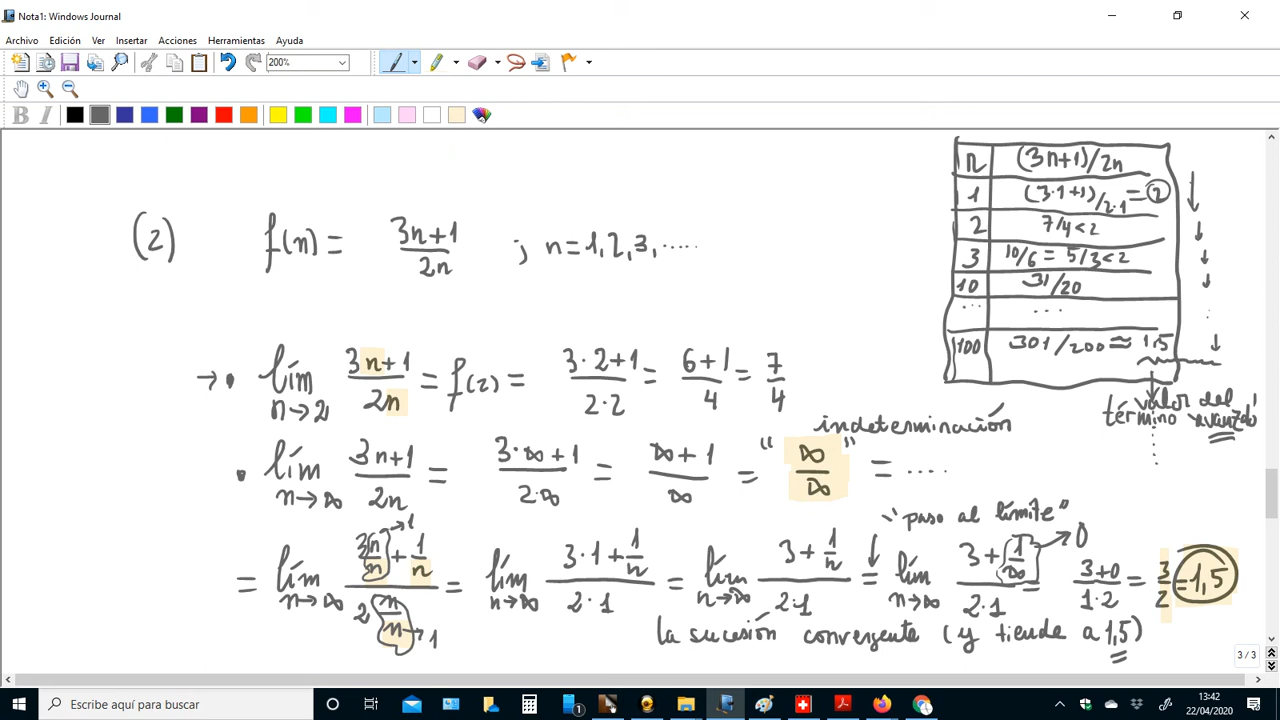 Nota1: Windows Journal
Archivo Edición Ver Insertar Acciones Herramientas Ayuda
200%
B I
n (3n+1)/2n
1 (3·1+1)/2·1 = 2
2 7/4 < 2
3 10/6 = 5/3 < 2
10 31/20
... ...
100 301/200 ≈ 1,5
valor del
término avanzado
(2) f(n) = (3n+1)/2n ; n = 1, 2, 3, .....
→ • lím n→2 (3n+1)/2n = f(2) = (3·2+1)/(2·2) = (6+1)/4 = 7/4
indeterminación
• lím n→∞ (3n+1)/2n = (3·∞+1)/(2·∞) = (∞+1)/∞ = "∞/∞" = ....
"paso al límite"
= lím n→∞ (3n/n →1 + 1/n)/(2 n/n →1) = lím n→∞ (3·1+1/n)/(2·1) = lím n→∞ (3+1/n)/(2·1) = lím n→∞ (3+1/∞ →0)/(2·1) = (3+0)/(1·2) = 3/2 = 1,5
la sucesión convergente (y tiende a 1,5)
3 / 3
Escribe aquí para buscar
13:42
22/04/2020